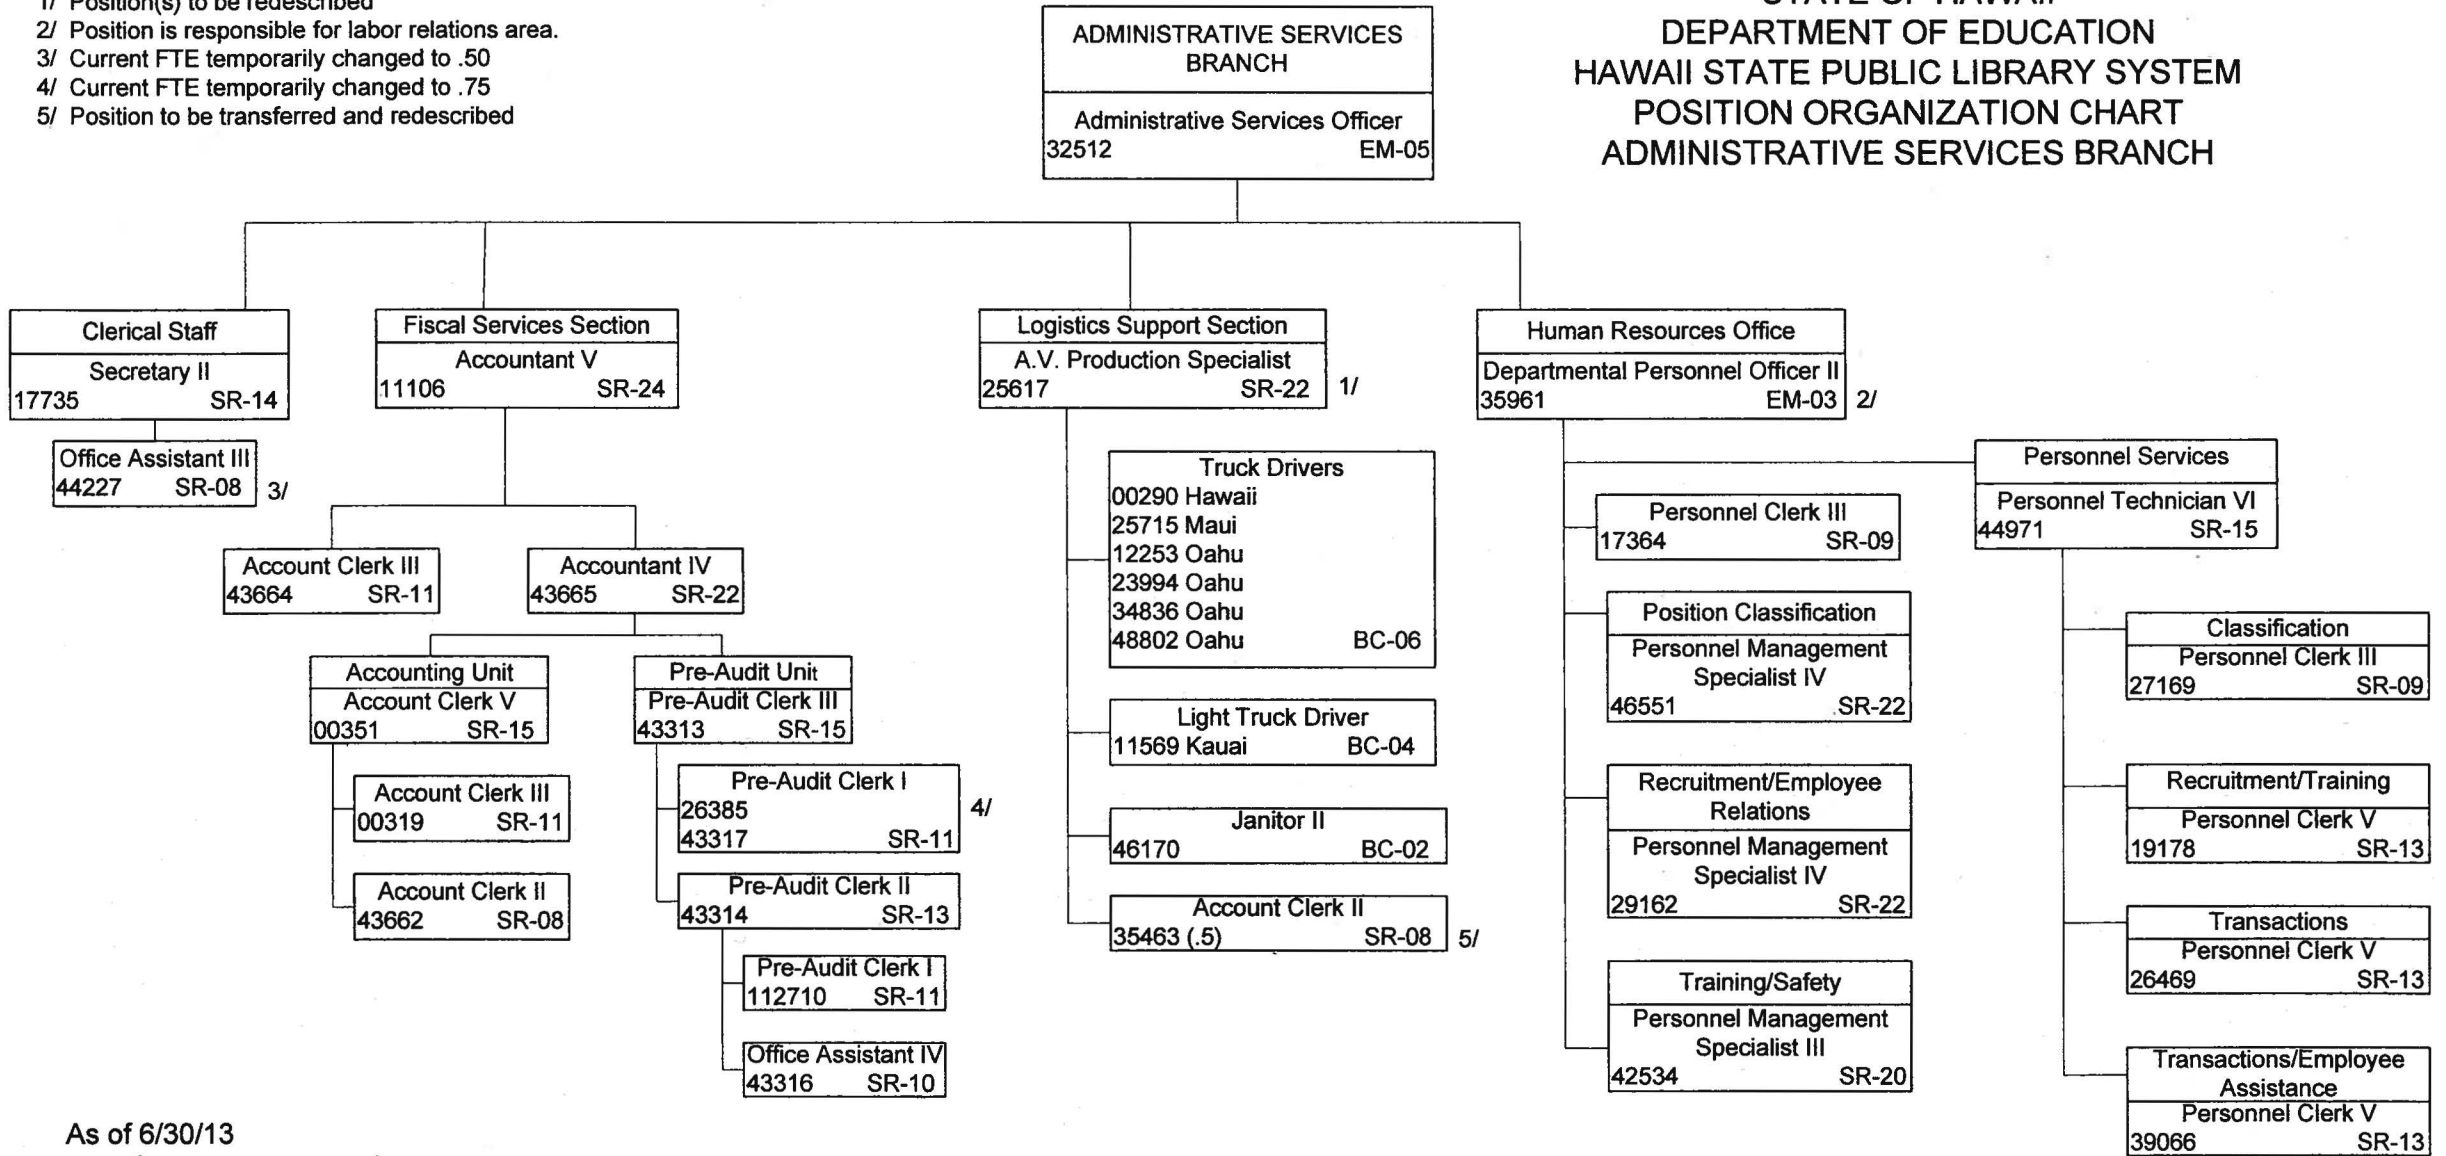 1/ Position(s) to be redescribed
2/ Position is responsible for labor relations area.
3/ Current FTE temporarily changed to .50
4/ Current FTE temporarily changed to .75
5/ Position to be transferred and redescribed
STATE OF HAWAII
DEPARTMENT OF EDUCATION
HAWAII STATE PUBLIC LIBRARY SYSTEM
POSITION ORGANIZATION CHART
ADMINISTRATIVE SERVICES BRANCH
ADMINISTRATIVE SERVICES
BRANCH
Administrative Services Officer
32512 EM-05
Clerical Staff
Secretary II
17735 SR-14
Office Assistant III
44227 SR-08 3/
Fiscal Services Section
Accountant V
11106 SR-24
Account Clerk III
43664 SR-11
Accountant IV
43665 SR-22
Accounting Unit
Account Clerk V
00351 SR-15
Account Clerk III
00319 SR-11
Account Clerk II
43662 SR-08
Pre-Audit Unit
Pre-Audit Clerk III
43313 SR-15
Pre-Audit Clerk I
26385 4/
43317 SR-11
Pre-Audit Clerk II
43314 SR-13
Pre-Audit Clerk I
112710 SR-11
Office Assistant IV
43316 SR-10
Logistics Support Section
A.V. Production Specialist
25617 SR-22 1/
Truck Drivers
00290 Hawaii
25715 Maui
12253 Oahu
23994 Oahu
34836 Oahu
48802 Oahu BC-06
Light Truck Driver
11569 Kauai BC-04
Janitor II
46170 BC-02
Account Clerk II
35463 (.5) SR-08 5/
Human Resources Office
Departmental Personnel Officer II
35961 EM-03 2/
Personnel Clerk III
17364 SR-09
Position Classification
Personnel Management
Specialist IV
46551 SR-22
Recruitment/Employee
Relations
Personnel Management
Specialist IV
29162 SR-22
Training/Safety
Personnel Management
Specialist III
42534 SR-20
Personnel Services
Personnel Technician VI
44971 SR-15
Classification
Personnel Clerk III
27169 SR-09
Recruitment/Training
Personnel Clerk V
19178 SR-13
Transactions
Personnel Clerk V
26469 SR-13
Transactions/Employee
Assistance
Personnel Clerk V
39066 SR-13
As of 6/30/13